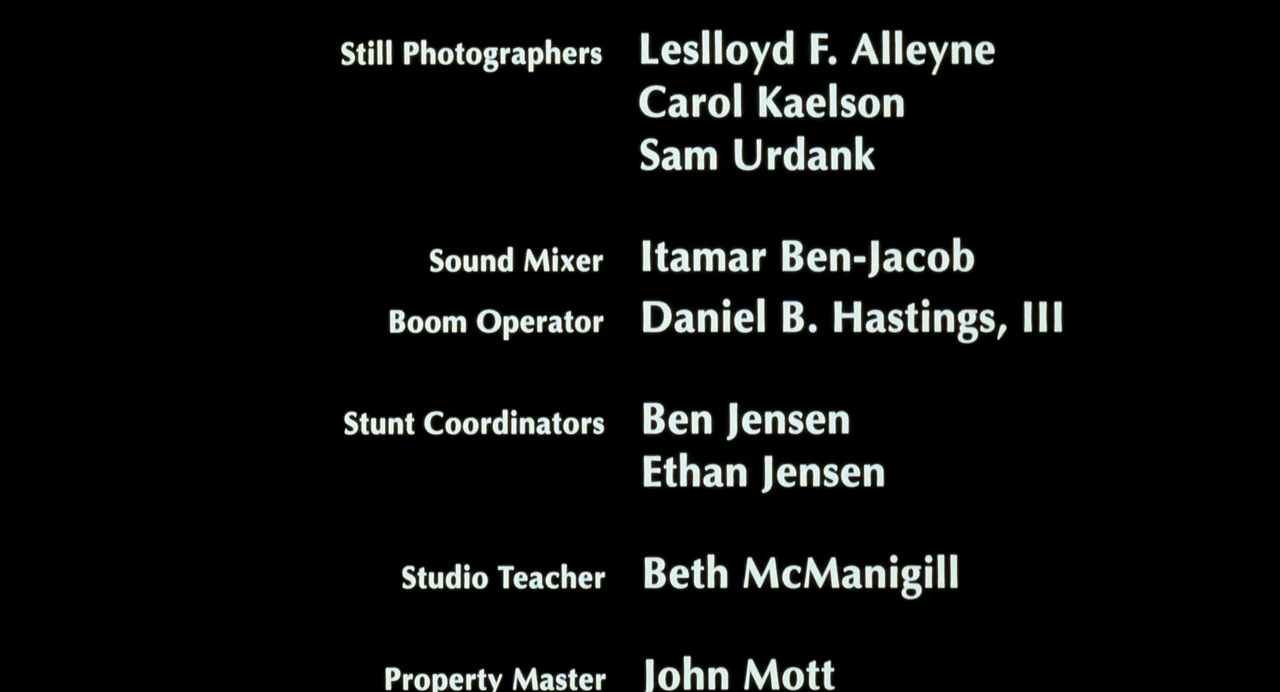 Still Photographers Leslloyd F. Alleyne
Carol Kaelson
Sam Urdank
Sound Mixer Itamar Ben-Jacob
Boom Operator Daniel B. Hastings, III
Stunt Coordinators Ben Jensen
Ethan Jensen
Studio Teacher Beth McManigill
Property Master John Mott